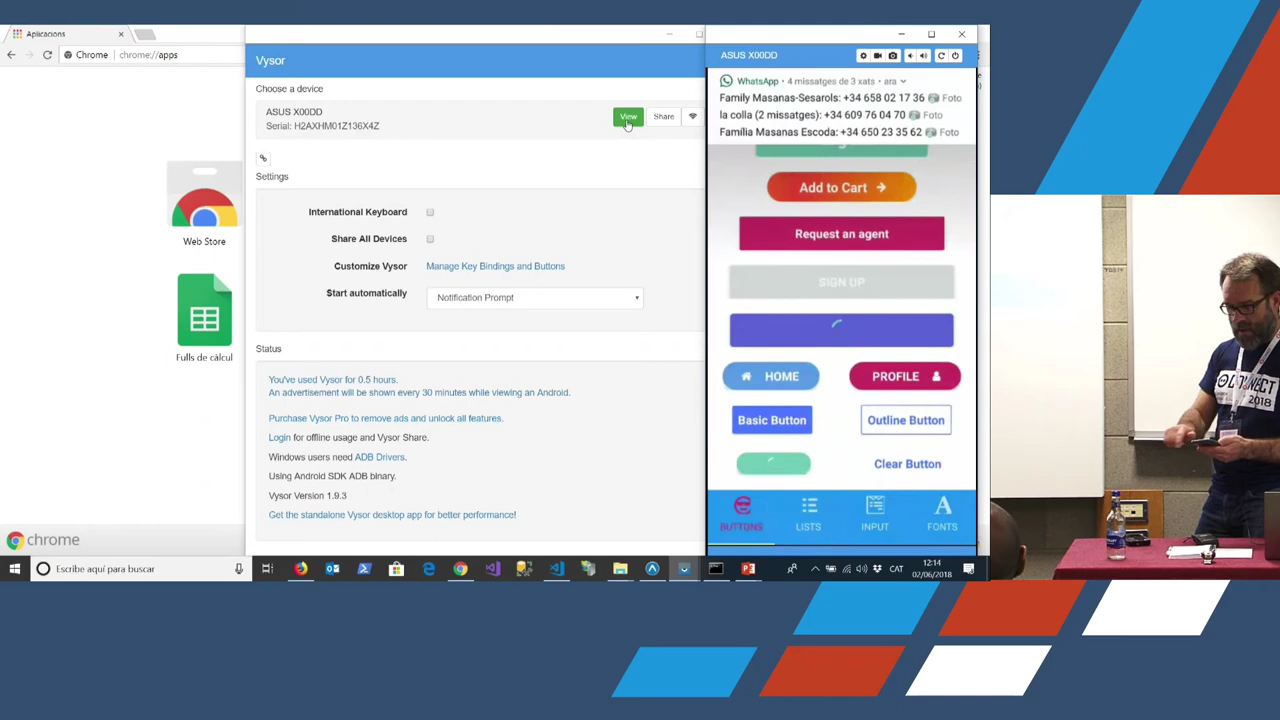 Aplicacions
Chrome | chrome://apps
Web Store
Fulls de càlcul
chrome
Vysor
Choose a device
ASUS X00DD
Serial: H2AXHM01Z136X4Z
View
Share
Settings
International Keyboard
Share All Devices
Customize Vysor
Manage Key Bindings and Buttons
Start automatically
Notification Prompt
Status
You've used Vysor for 0.5 hours.
An advertisement will be shown every 30 minutes while viewing an Android.
Purchase Vysor Pro to remove ads and unlock all features.
Login for offline usage and Vysor Share.
Windows users need ADB Drivers.
Using Android SDK ADB binary.
Vysor Version 1.9.3
Get the standalone Vysor desktop app for better performance!
ASUS X00DD
WhatsApp • 4 missatges de 3 xats • ara
Family Masanas-Sesarols: +34 658 02 17 36 Foto
la colla (2 missatges): +34 609 76 04 70 Foto
Família Masanas Escoda: +34 650 23 35 62 Foto
Add to Cart
Request an agent
SIGN UP
HOME
PROFILE
Basic Button
Outline Button
Clear Button
BUTTONS
LISTS
INPUT
FONTS
Escribe aquí para buscar
CAT
12:14
02/06/2018
2018